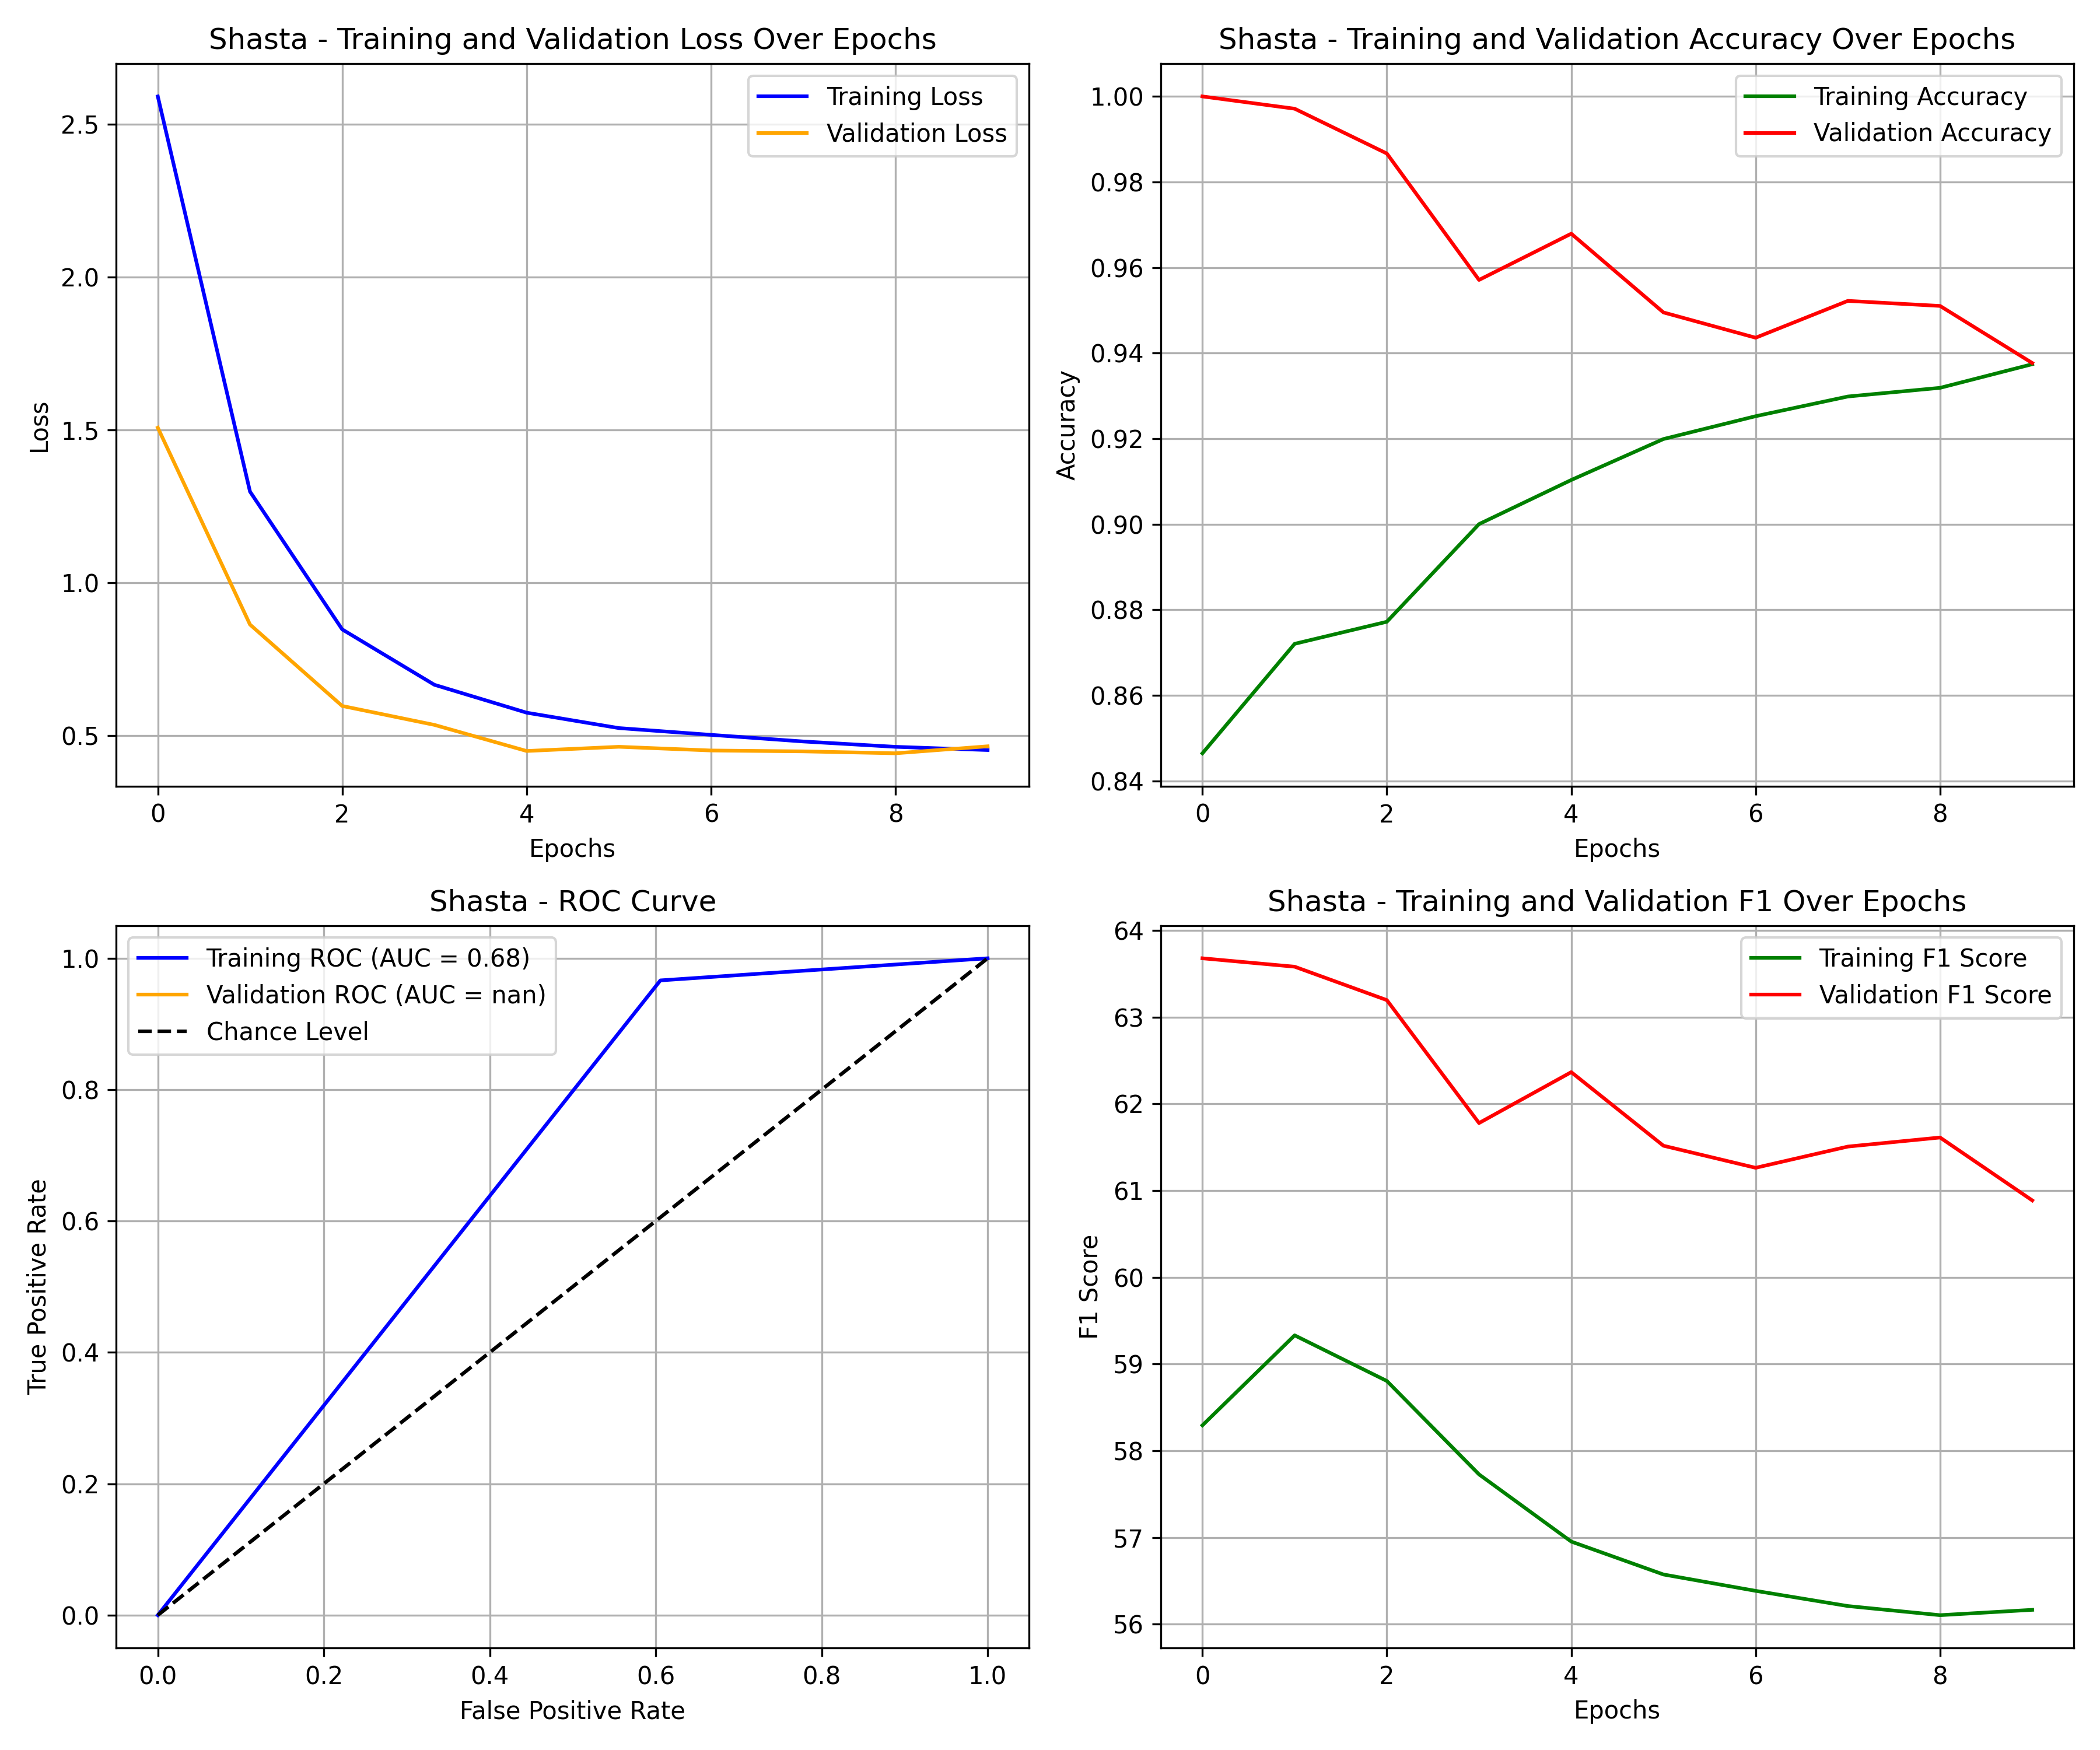 Shasta - Training and Validation Loss Over Epochs
Training Loss
Validation Loss
2.5
2.0
1.5
1.0
0.5
Loss
0 2 4 6 8
Epochs
Shasta - Training and Validation Accuracy Over Epochs
Training Accuracy
Validation Accuracy
1.00
0.98
0.96
0.94
0.92
0.90
0.88
0.86
0.84
Accuracy
0 2 4 6 8
Epochs
Shasta - ROC Curve
Training ROC (AUC = 0.68)
Validation ROC (AUC = nan)
Chance Level
1.0
0.8
0.6
0.4
0.2
0.0
True Positive Rate
0.0 0.2 0.4 0.6 0.8 1.0
False Positive Rate
Shasta - Training and Validation F1 Over Epochs
Training F1 Score
Validation F1 Score
64
63
62
61
60
59
58
57
56
F1 Score
0 2 4 6 8
Epochs